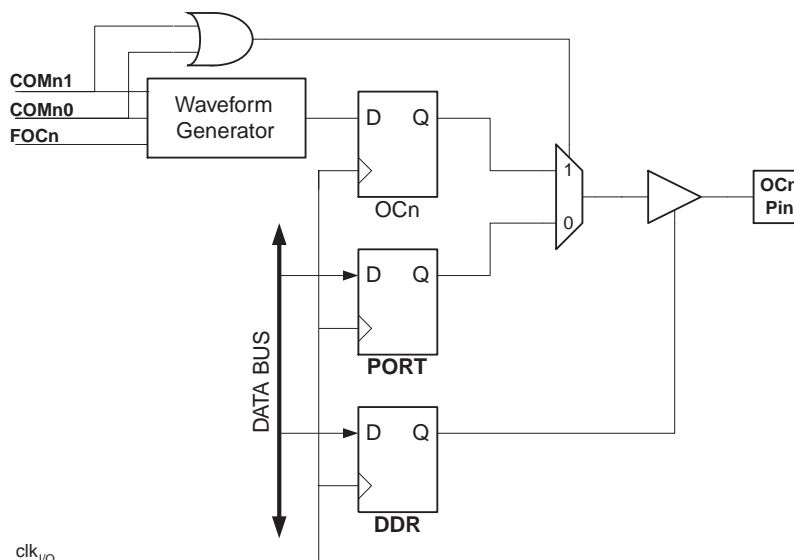 COMn1
COMn0
FOCn
Waveform
Generator
D Q
OCn
1
0
OCn
Pin
D Q
PORT
DATA BUS
D Q
DDR
clkI/O